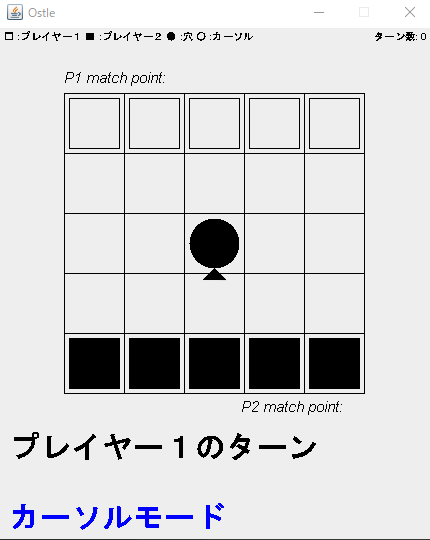 Ostle
□ :プレイヤー１ ■ :プレイヤー２ ● :穴 ○ :カーソル ターン数: 0
P1 match point:
P2 match point:
プレイヤー１のターン
カーソルモード